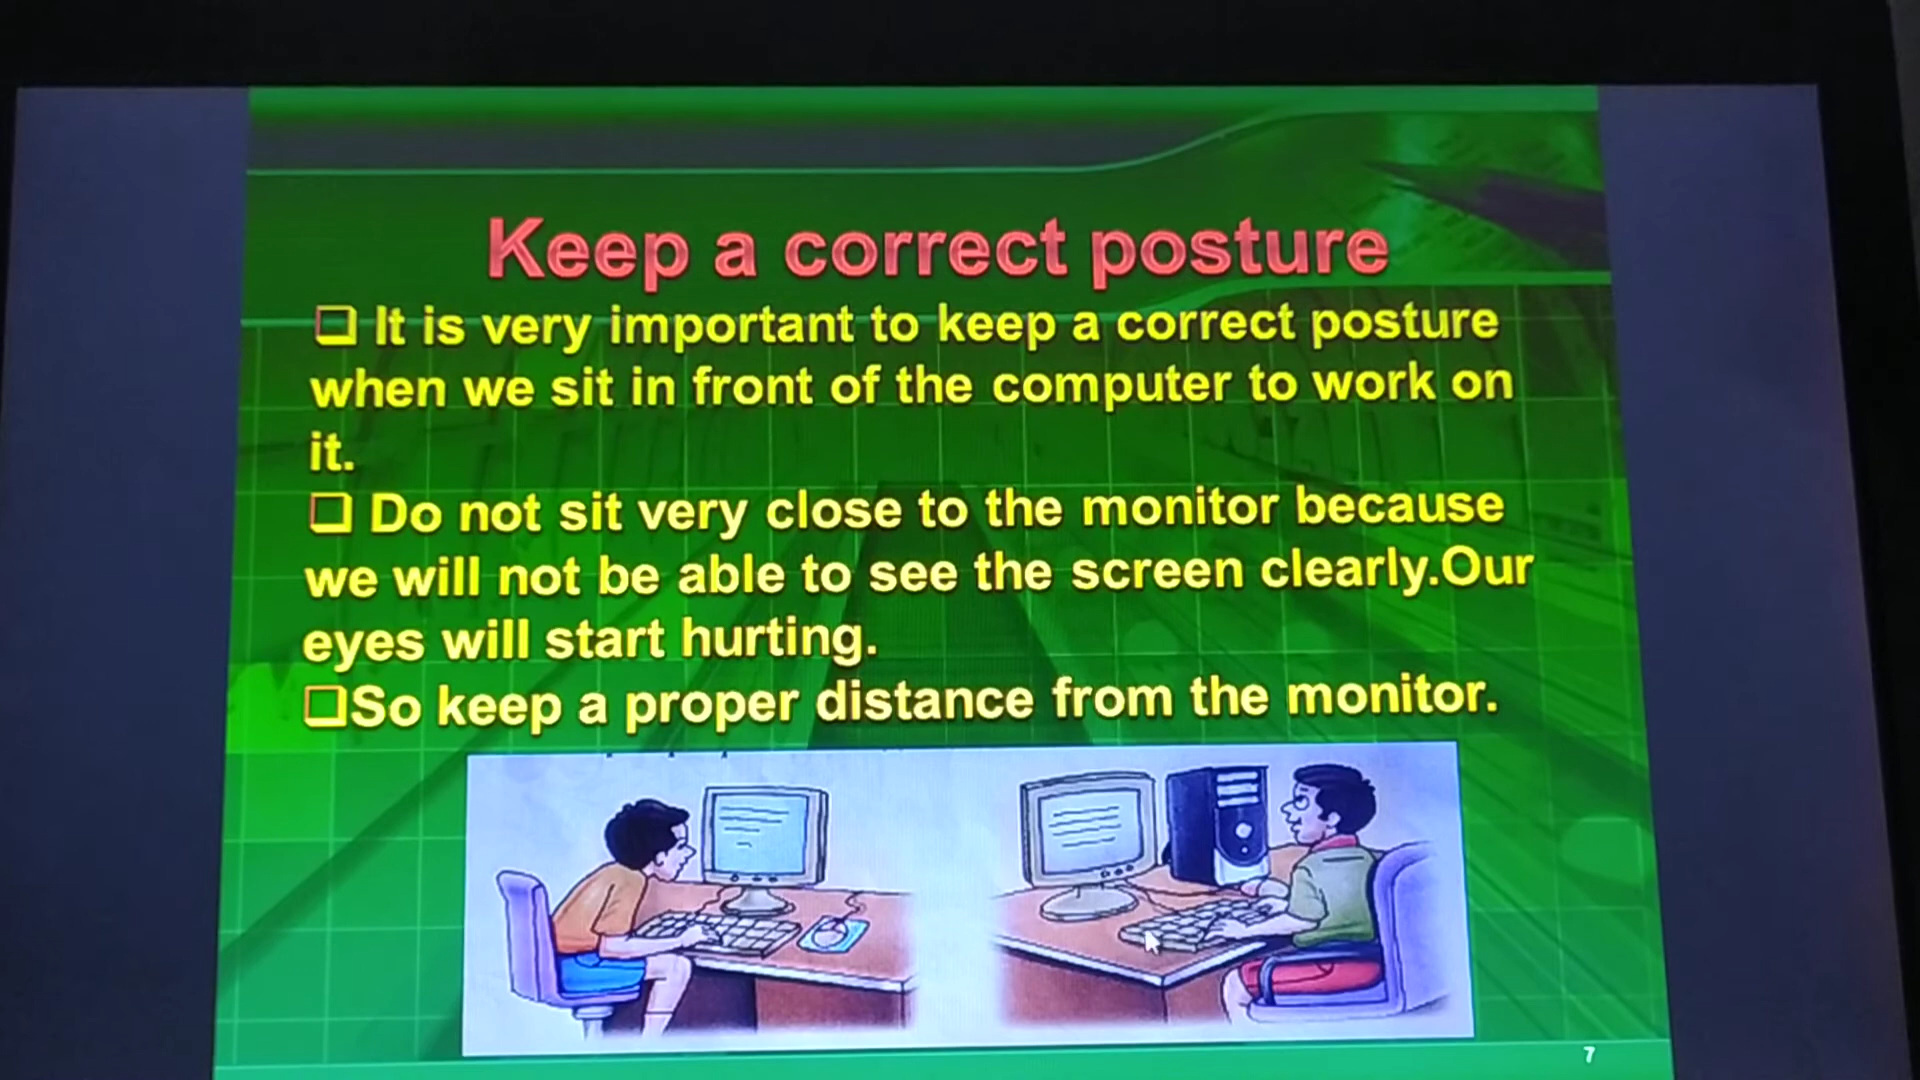 Keep a correct posture
❑ It is very important to keep a correct posture
when we sit in front of the computer to work on
it.
❑ Do not sit very close to the monitor because
we will not be able to see the screen clearly.Our
eyes will start hurting.
❑So keep a proper distance from the monitor.
7